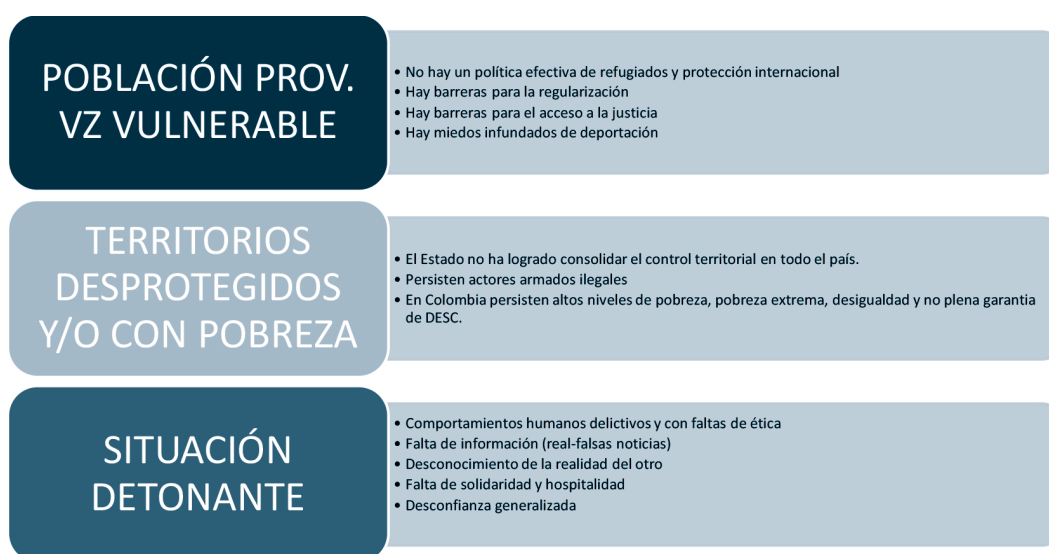 POBLACIÓN PROV.
VZ VULNERABLE
• No hay un política efectiva de refugiados y protección internacional
• Hay barreras para la regularización
• Hay barreras para el acceso a la justicia
• Hay miedos infundados de deportación
TERRITORIOS
DESPROTEGIDOS
Y/O CON POBREZA
• El Estado no ha logrado consolidar el control territorial en todo el país.
• Persisten actores armados ilegales
• En Colombia persisten altos niveles de pobreza, pobreza extrema, desigualdad y no plena garantia
de DESC.
SITUACIÓN
DETONANTE
• Comportamientos humanos delictivos y con faltas de ética
• Falta de información (real-falsas noticias)
• Desconocimiento de la realidad del otro
• Falta de solidaridad y hospitalidad
• Desconfianza generalizada